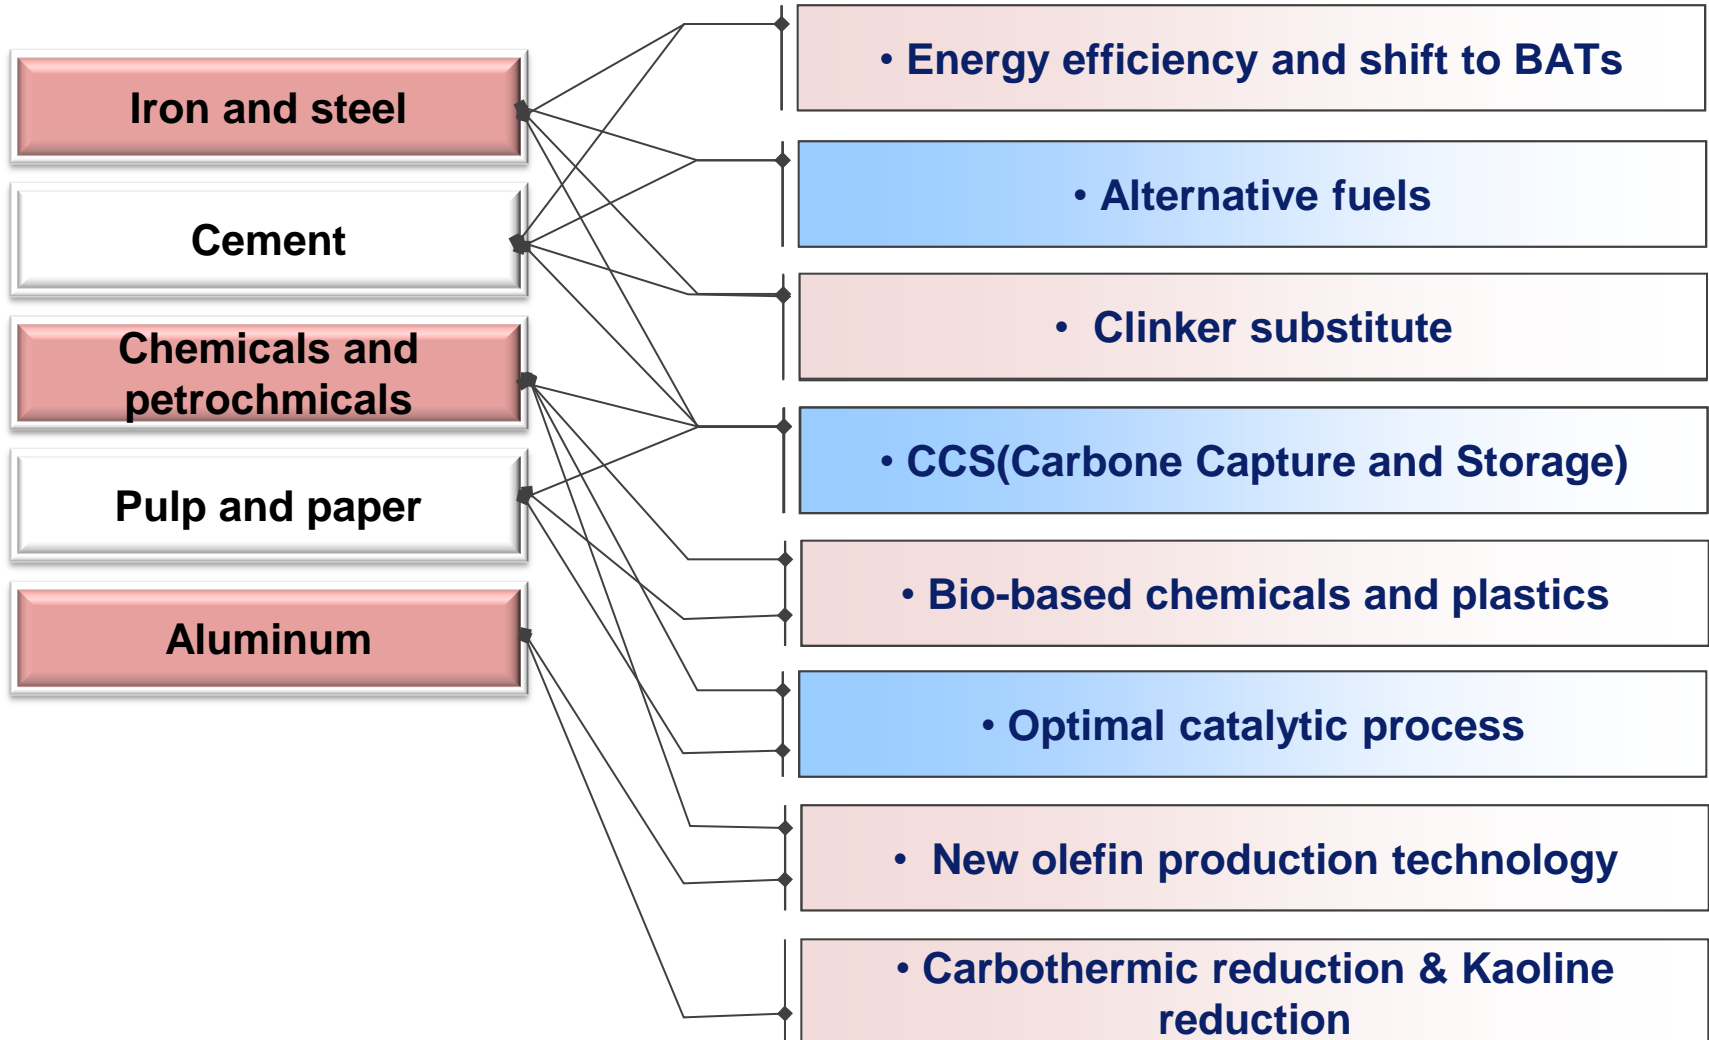 Iron and steel
Cement
Chemicals and
petrochmicals
Pulp and paper
Aluminum
• Energy efficiency and shift to BATs
• Alternative fuels
• Clinker substitute
• CCS(Carbone Capture and Storage)
• Bio-based chemicals and plastics
• Optimal catalytic process
• New olefin production technology
• Carbothermic reduction & Kaoline
reduction